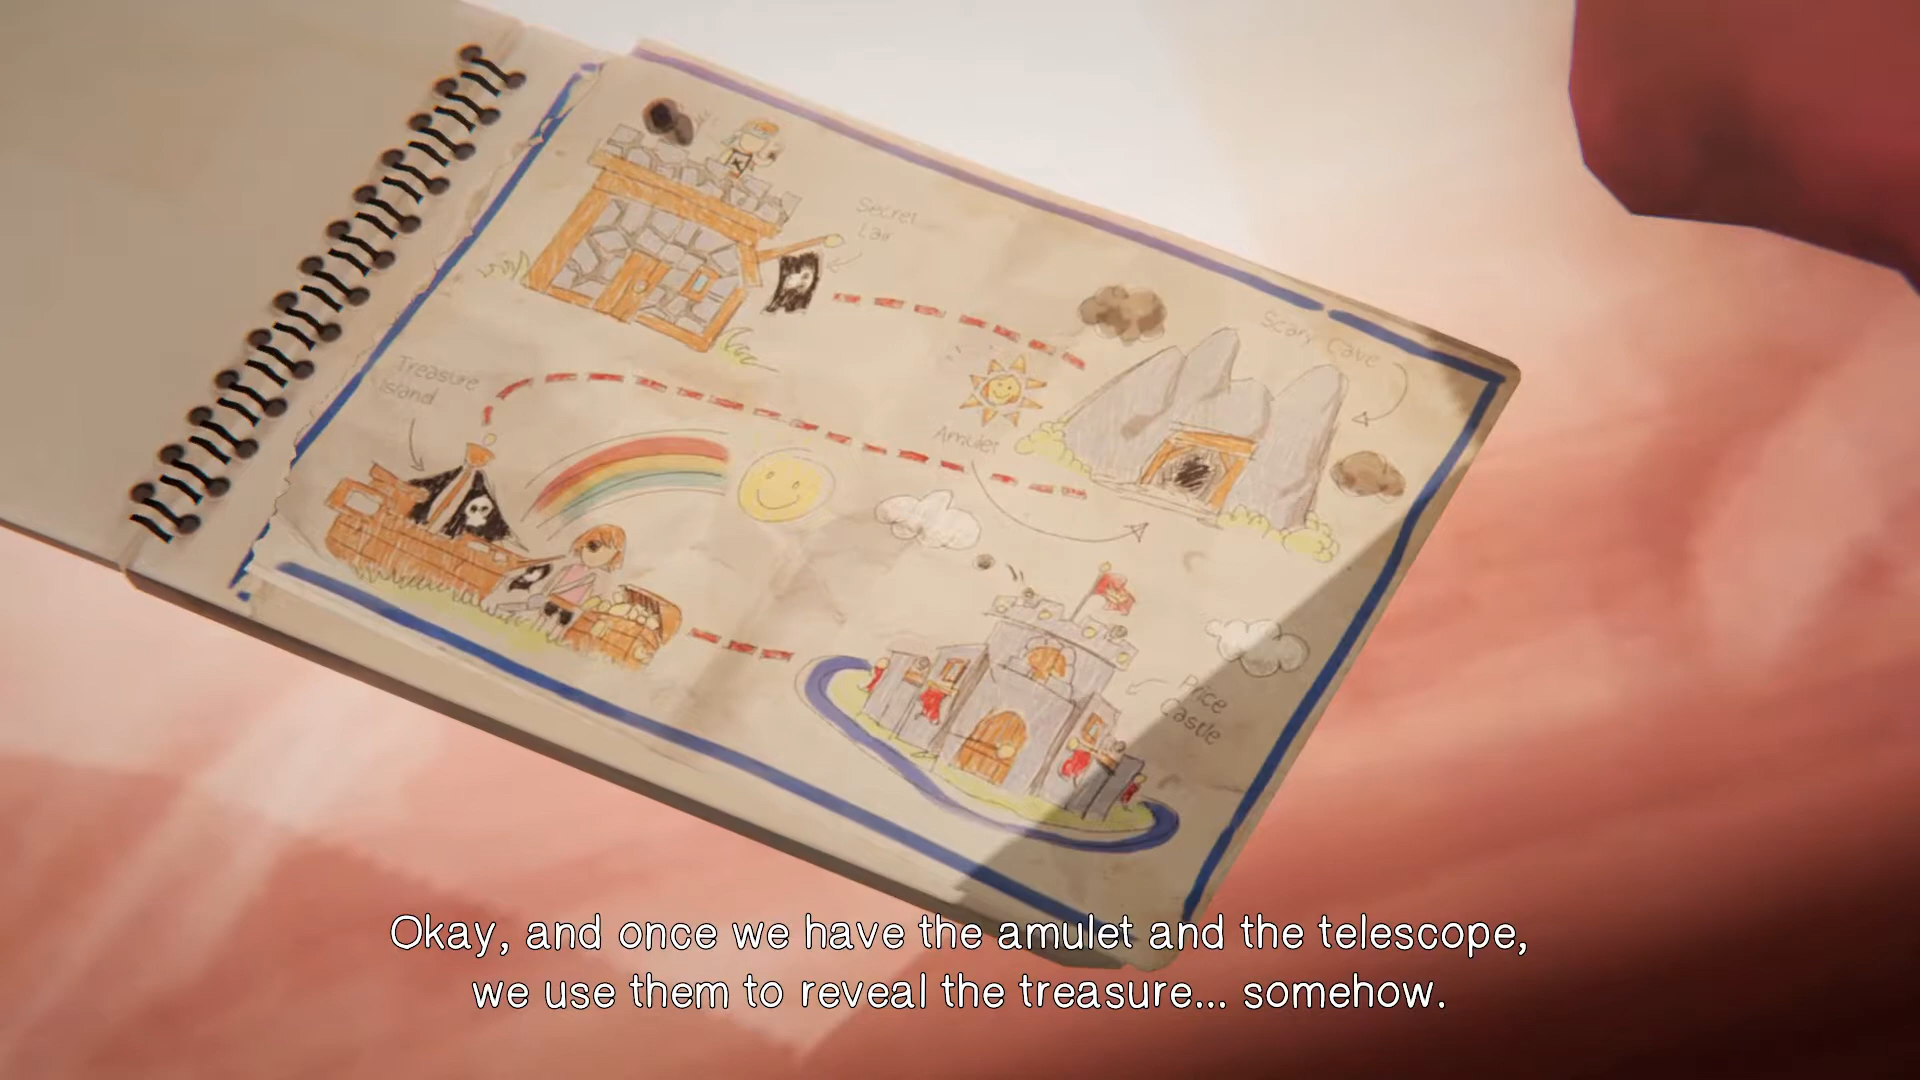 Secret
Lair
Scary Cave
Treasure
Island
Amulet
Price
Castle
Okay, and once we have the amulet and the telescope,
we use them to reveal the treasure... somehow.